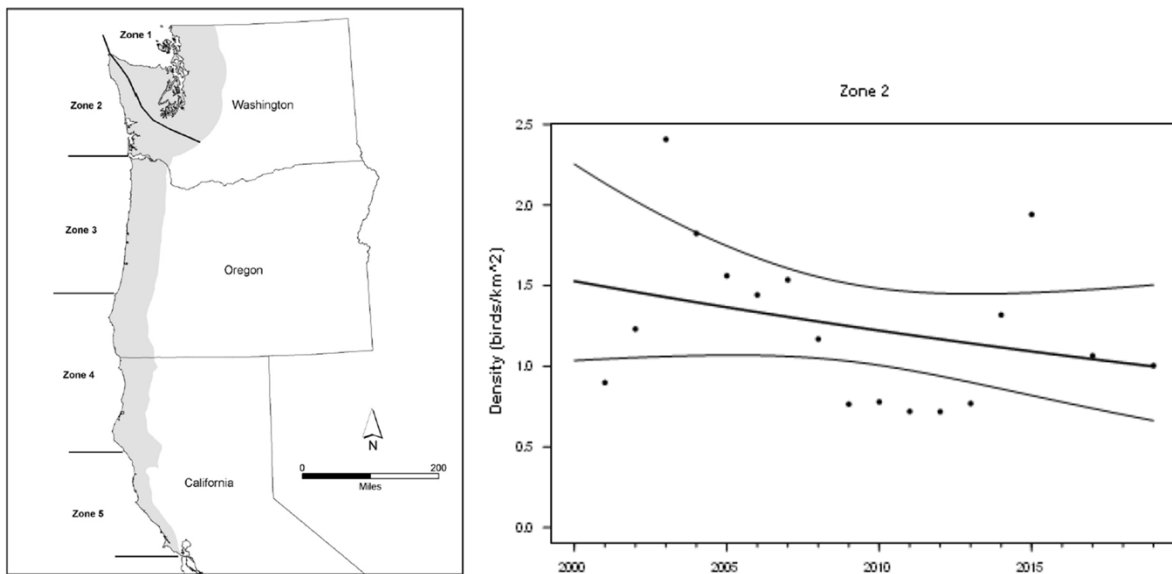 Zone 1
Zone 2
Washington
Zone 3
Oregon
Zone 4
N
0
200
Miles
California
Zone 5
Zone 2
Density (birds/km^2)
2.5
2.0
1.5
1.0
0.5
0.0
2000
2005
2010
2015